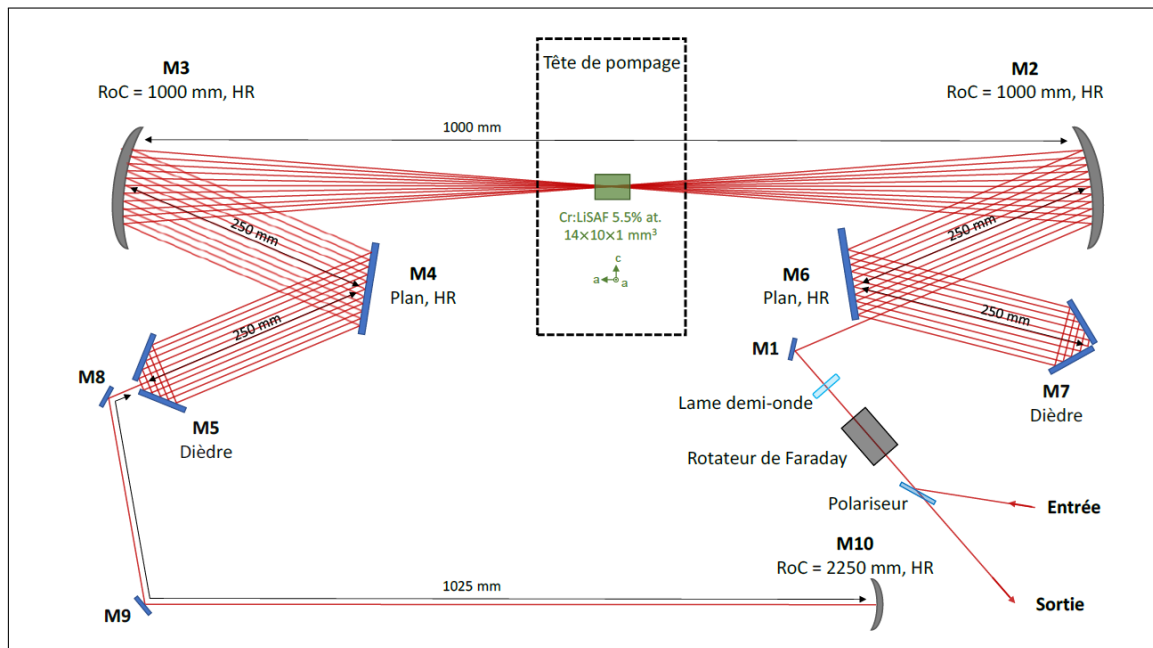 Tête de pompage
M3
RoC = 1000 mm, HR
M2
RoC = 1000 mm, HR
1000 mm
Cr:LiSAF 5.5% at.
14×10×1 mm³
c
a
a
250 mm
250 mm
M4
Plan, HR
M6
Plan, HR
250 mm
250 mm
M1
M8
M5
Dièdre
M7
Dièdre
Lame demi-onde
Rotateur de Faraday
Polariseur
Entrée
M10
RoC = 2250 mm, HR
1025 mm
M9
Sortie